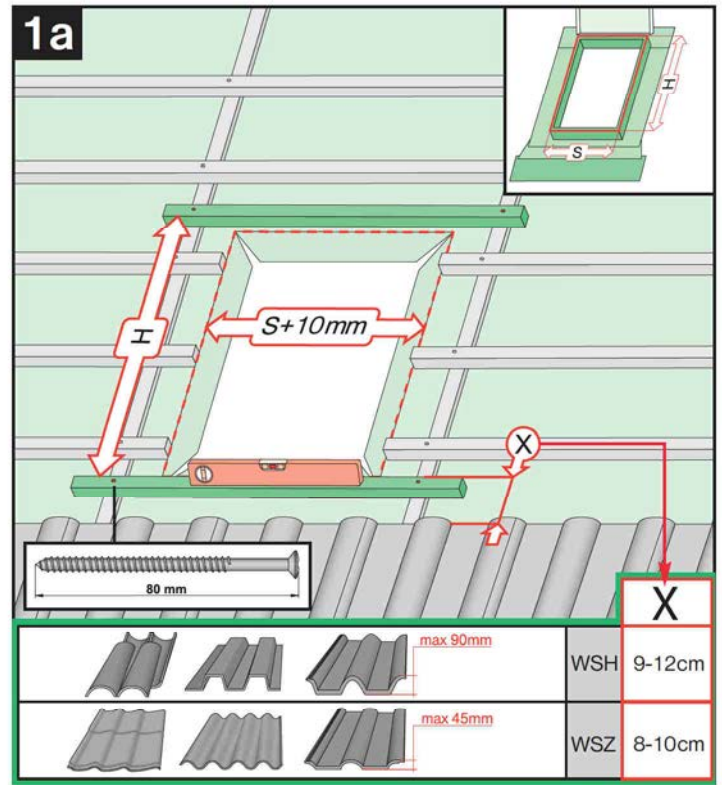 1a
H
S
H
S+10mm
X
80 mm
X
max 90mm
WSH 9-12cm
max 45mm
WSZ 8-10cm